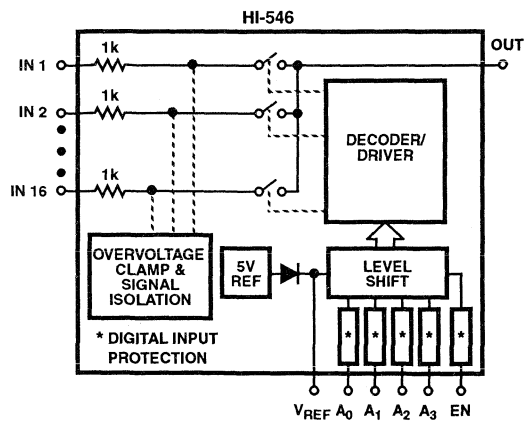 HI-546
IN 1
1k
OUT
IN 2
1k
IN 16
1k
DECODER/
DRIVER
OVERVOLTAGE
CLAMP &
SIGNAL
ISOLATION
5V
REF
LEVEL
SHIFT
* DIGITAL INPUT
PROTECTION
* * * * *
VREF A0 A1 A2 A3 EN